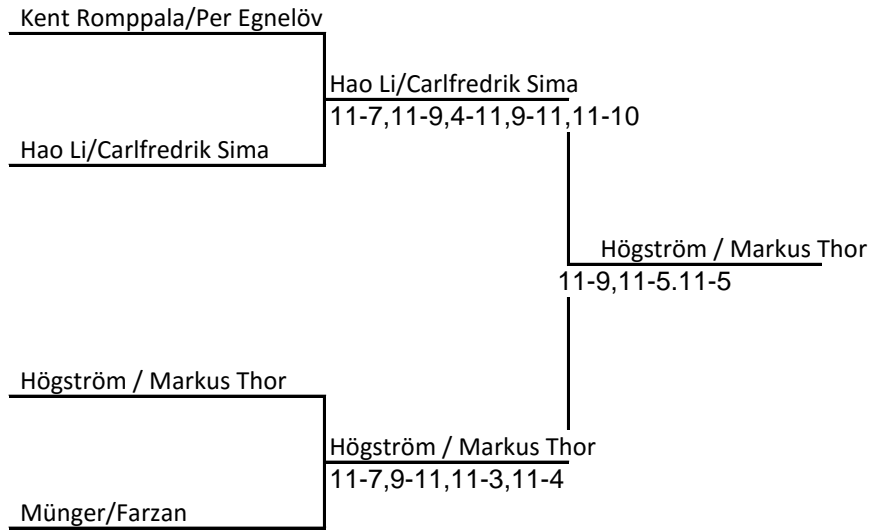 Kent Romppala/Per Egnelöv
Hao Li/Carlfredrik Sima
11-7,11-9,4-11,9-11,11-10
Hao Li/Carlfredrik Sima
Högström / Markus Thor
11-9,11-5.11-5
Högström / Markus Thor
Högström / Markus Thor
11-7,9-11,11-3,11-4
Münger/Farzan